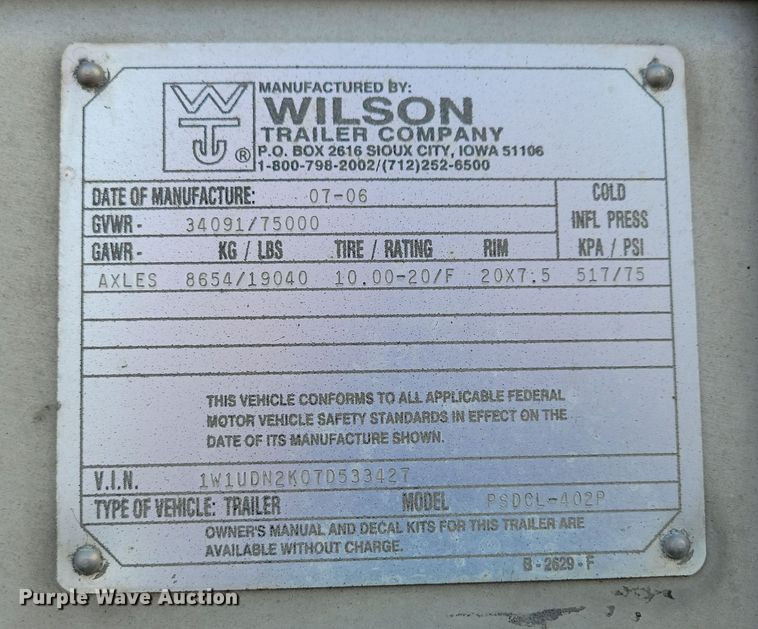 MANUFACTURED BY:
WT ® WILSON
TRAILER COMPANY
P.O. BOX 2616 SIOUX CITY, IOWA 51106
1-800-798-2002/(712)252-6500
DATE OF MANUFACTURE: 07-06 COLD
GVWR- 34091/75000 INFL PRESS
GAWR- KG / LBS TIRE / RATING RIM KPA / PSI
AXLES 8654/19040 10.00-20/F 20X7.5 517/75
THIS VEHICLE CONFORMS TO ALL APPLICABLE FEDERAL
MOTOR VEHICLE SAFETY STANDARDS IN EFFECT ON THE
DATE OF ITS MANUFACTURE SHOWN.
V.I.N. 1W1UDN2K07D533427
TYPE OF VEHICLE: TRAILER MODEL PSDCL-402P
OWNER'S MANUAL AND DECAL KITS FOR THIS TRAILER ARE
AVAILABLE WITHOUT CHARGE.
B-2629-F
Purple Wave Auction